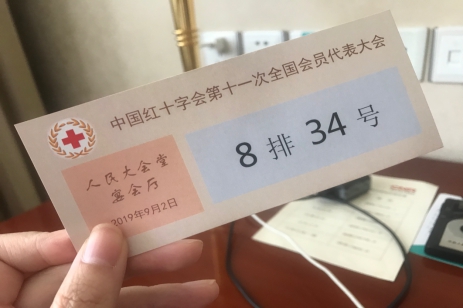 中国红十字会第十一次全国会员代表大会
人民大会堂
宴会厅
2019年9月2日
8 排 34 号